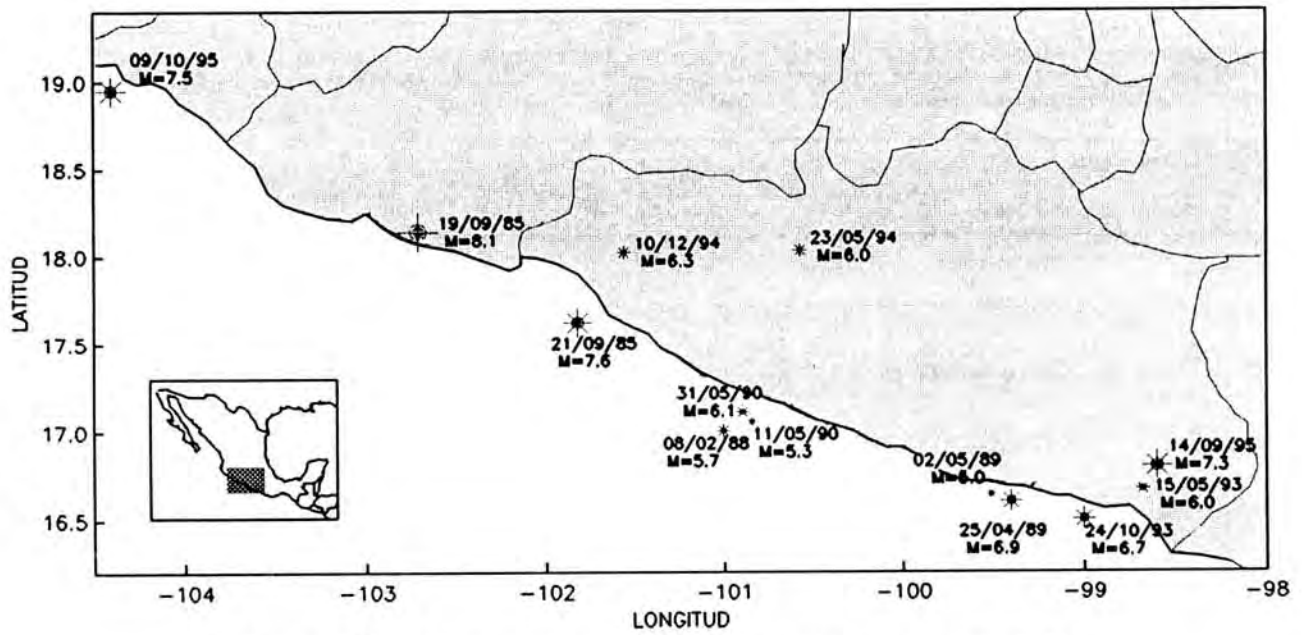 09/10/95
M=7.5
19.0
18.5
19/09/85
M=8.1
10/12/94
M=6.3
23/05/94
M=6.0
18.0
LATITUD
17.5
21/09/85
M=7.6
31/05/90
M=6.1
11/05/90
M=5.3
08/02/88
M=5.7
17.0
02/05/89
M=5.0
14/09/95
M=7.3
15/05/93
M=6.0
16.5
25/04/89
M=6.9
24/10/93
M=6.7
-104
-103
-102
-101
-100
-99
-98
LONGITUD